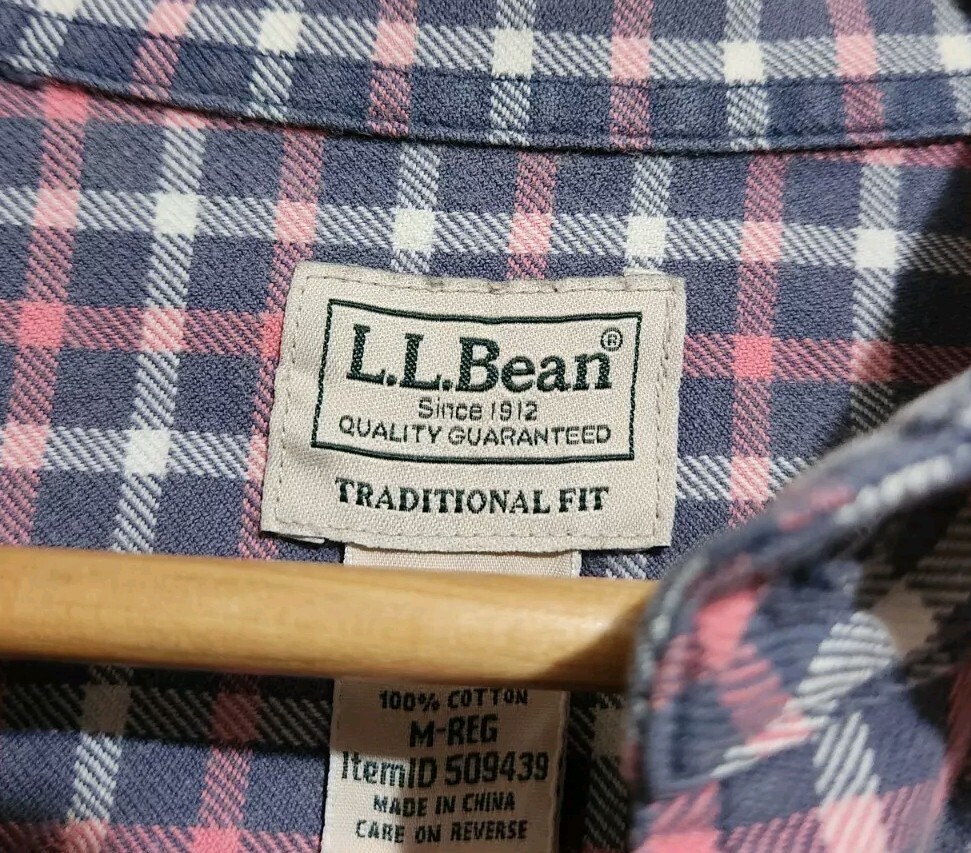 L.L.Bean®
Since 1912
QUALITY GUARANTEED
TRADITIONAL FIT
100% COTTON
M-REG
ItemID 509439
MADE IN CHINA
CARE ON REVERSE